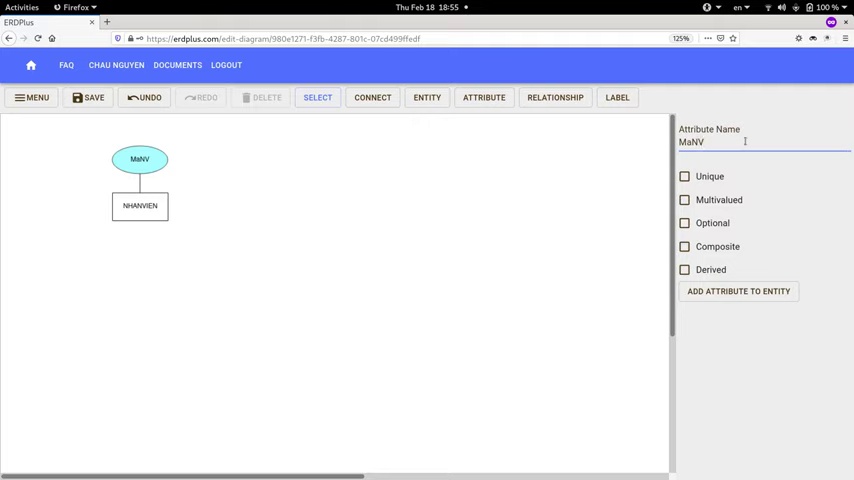 Activities Firefox Thu Feb 18 18:55 en 100 %
ERDPlus
https://erdplus.com/edit-diagram/980e1271-f3fb-4287-801c-07cd499ffedf 125%
FAQ CHAU NGUYEN DOCUMENTS LOGOUT
MENU SAVE UNDO REDO DELETE SELECT CONNECT ENTITY ATTRIBUTE RELATIONSHIP LABEL
Attribute Name
MaNV
MaNV
Unique
Multivalued
NHANVIEN
Optional
Composite
Derived
ADD ATTRIBUTE TO ENTITY